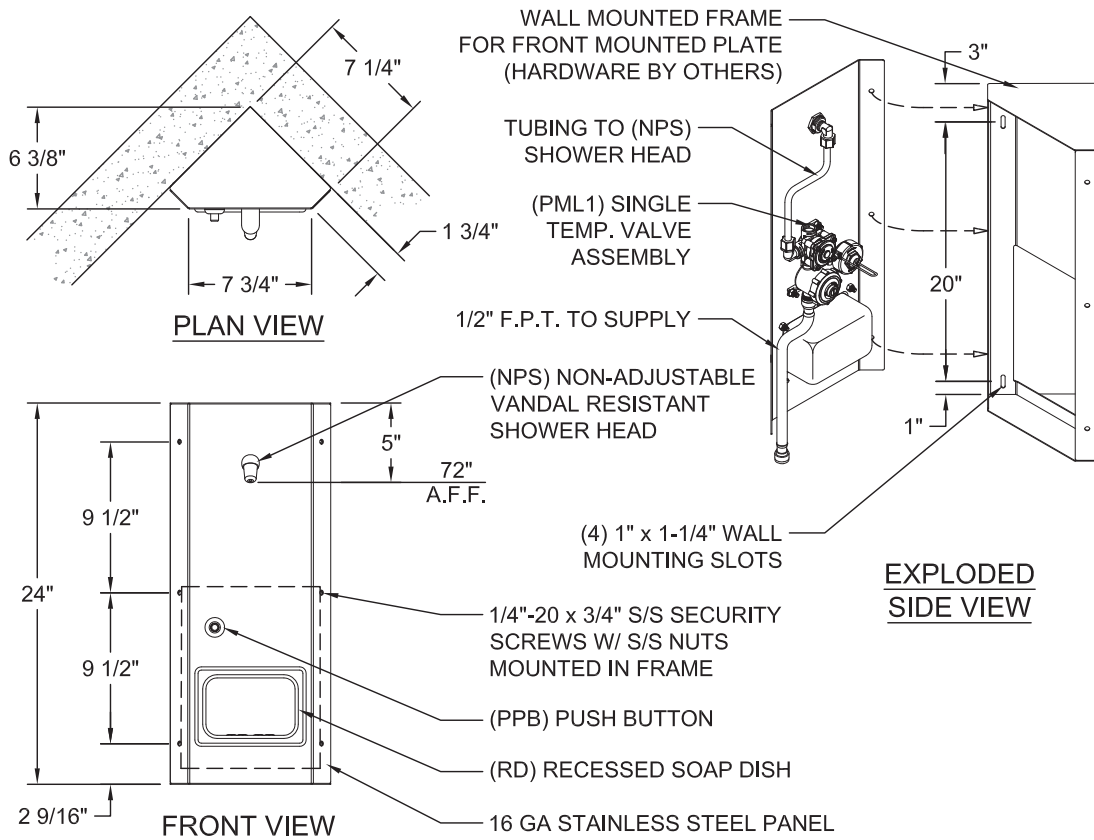 7 1/4"
6 3/8"
1 3/4"
7 3/4"
PLAN VIEW
WALL MOUNTED FRAME
FOR FRONT MOUNTED PLATE
(HARDWARE BY OTHERS)
3"
TUBING TO (NPS)
SHOWER HEAD
(PML1) SINGLE
TEMP. VALVE
ASSEMBLY
20"
1/2" F.P.T. TO SUPPLY
1"
(4) 1" x 1-1/4" WALL
MOUNTING SLOTS
EXPLODED
SIDE VIEW
(NPS) NON-ADJUSTABLE
VANDAL RESISTANT
SHOWER HEAD
5"
72"
A.F.F.
9 1/2"
24"
9 1/2"
1/4"-20 x 3/4" S/S SECURITY
SCREWS W/ S/S NUTS
MOUNTED IN FRAME
(PPB) PUSH BUTTON
(RD) RECESSED SOAP DISH
16 GA STAINLESS STEEL PANEL
2 9/16"
FRONT VIEW